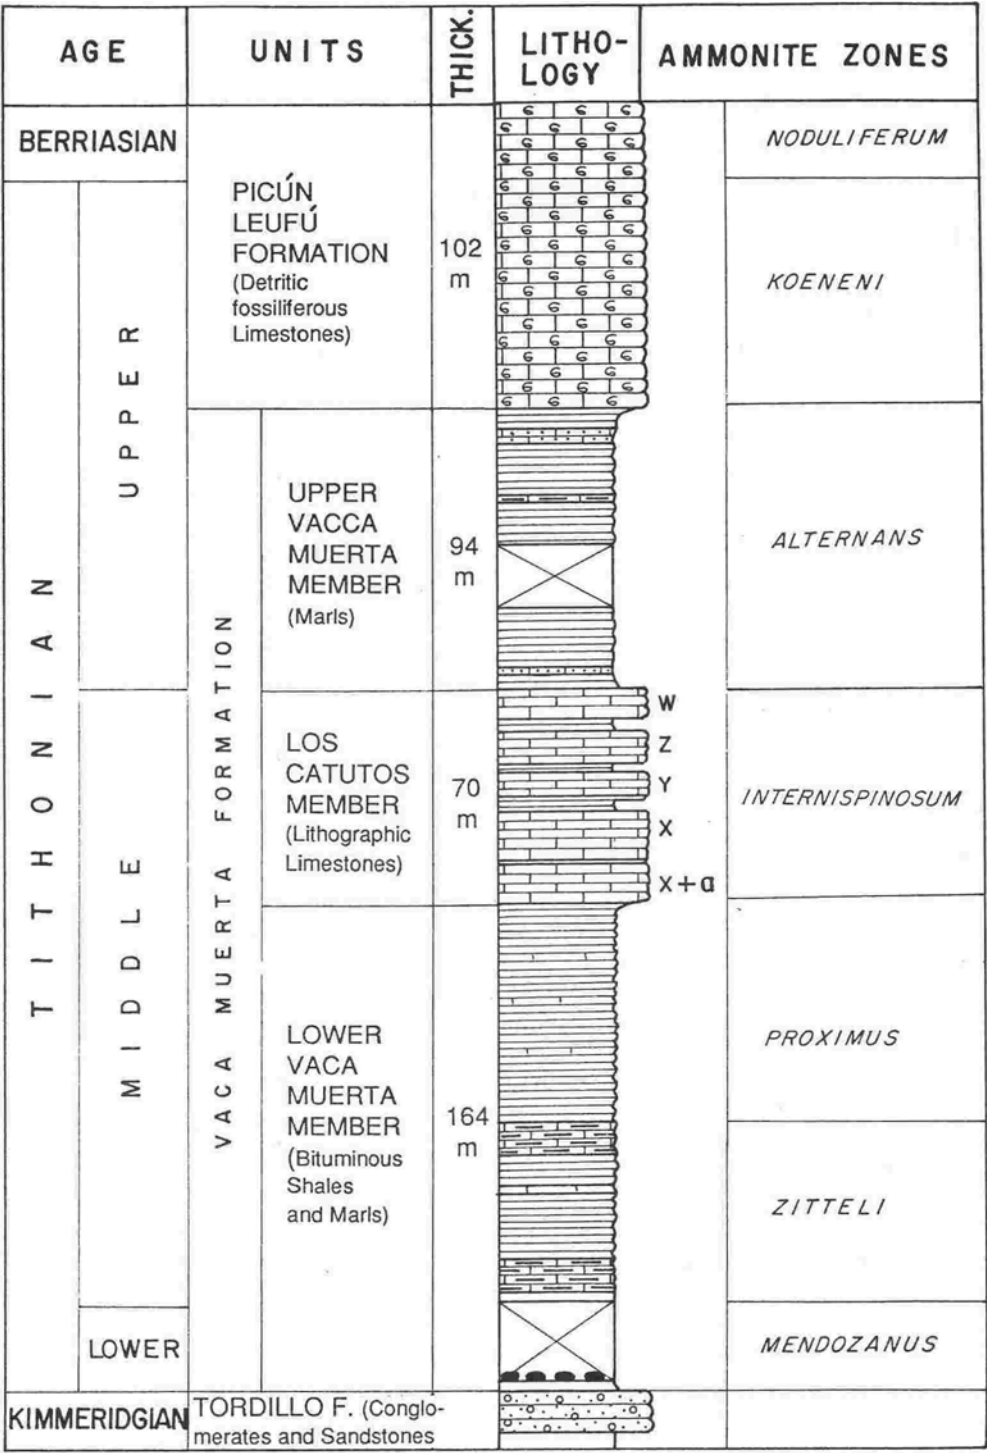 AGE
UNITS
THICK.
LITHO-
LOGY
AMMONITE ZONES
BERRIASIAN
TITHONIAN
UPPER
MIDDLE
LOWER
KIMMERIDGIAN
PICÚN
LEUFÚ
FORMATION
(Detritic
fossiliferous
Limestones)
102
m
VACA MUERTA FORMATION
UPPER
VACCA
MUERTA
MEMBER
(Marls)
94
m
LOS
CATUTOS
MEMBER
(Lithographic
Limestones)
70
m
LOWER
VACA
MUERTA
MEMBER
(Bituminous
Shales
and Marls)
164
m
TORDILLO F. (Conglo-
merates and Sandstones
W
Z
Y
X
X+a
NODULIFERUM
KOENENI
ALTERNANS
INTERNISPINOSUM
PROXIMUS
ZITTELI
MENDOZANUS